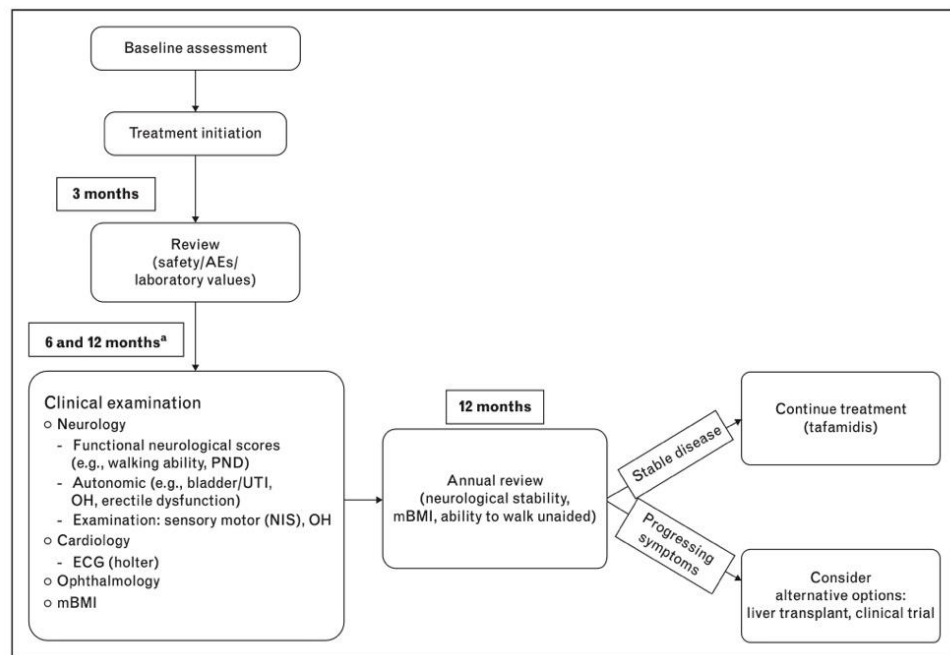 Baseline assessment
Treatment initiation
3 months
Review
(safety/AEs/
laboratory values)
6 and 12 monthsᵃ
Clinical examination
○ Neurology
- Functional neurological scores
(e.g., walking ability, PND)
- Autonomic (e.g., bladder/UTI,
OH, erectile dysfunction)
- Examination: sensory motor (NIS), OH
○ Cardiology
- ECG (holter)
○ Ophthalmology
○ mBMI
12 months
Annual review
(neurological stability,
mBMI, ability to walk unaided)
Stable disease
Continue treatment
(tafamidis)
Progressing
symptoms
Consider
alternative options:
liver transplant, clinical trial